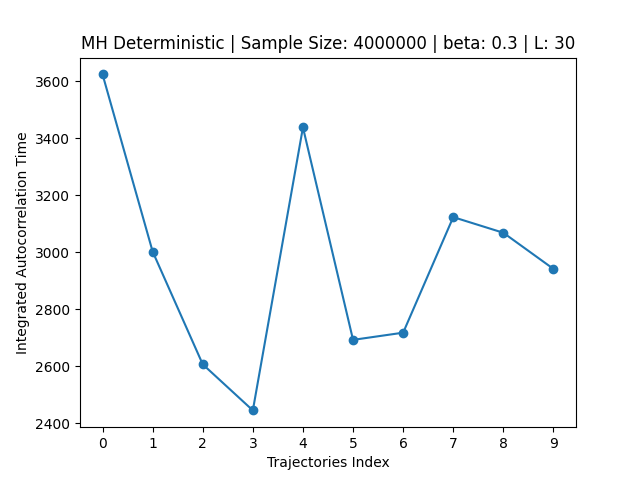 MH Deterministic | Sample Size: 4000000 | beta: 0.3 | L: 30
Integrated Autocorrelation Time
3600
3400
3200
3000
2800
2600
2400
0 1 2 3 4 5 6 7 8 9
Trajectories Index